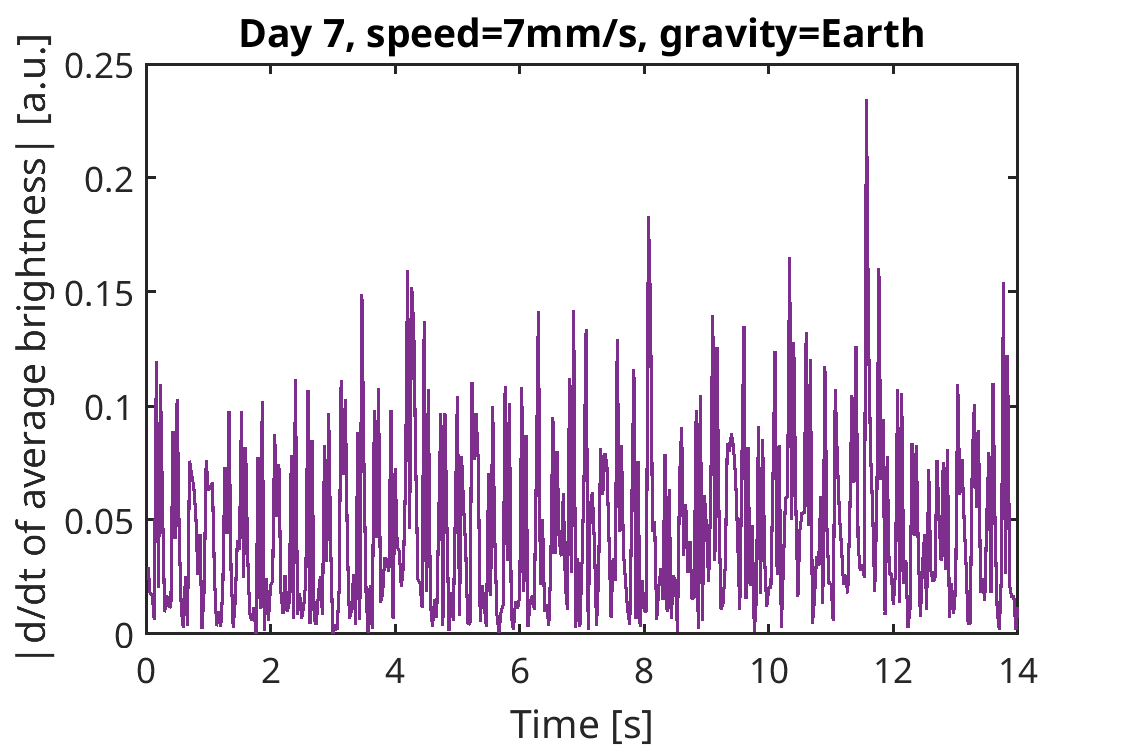 Day 7, speed=7mm/s, gravity=Earth
|d/dt of average brightness| [a.u.]
0.25
0.2
0.15
0.1
0.05
0
0 2 4 6 8 10 12 14
Time [s]